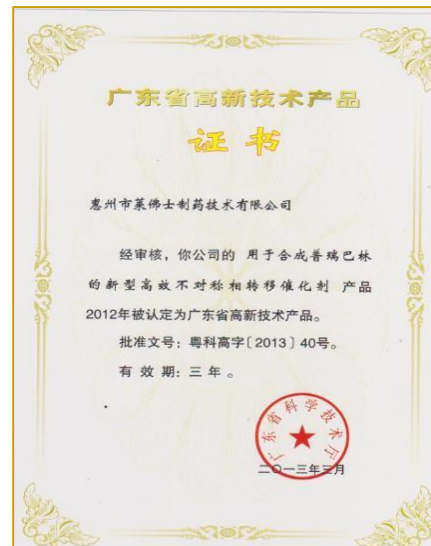 广东省高新技术产品
证书
惠州市莱佛士制药技术有限公司
经审核，你公司的 用于合成普瑞巴林
的新型高效不对称相转移催化剂 产品
2012年被认定为广东省高新技术产品。
批准文号：粤科高字〔2013〕40号。
有效期：三年。
广东省科学技术厅
二〇一三年三月